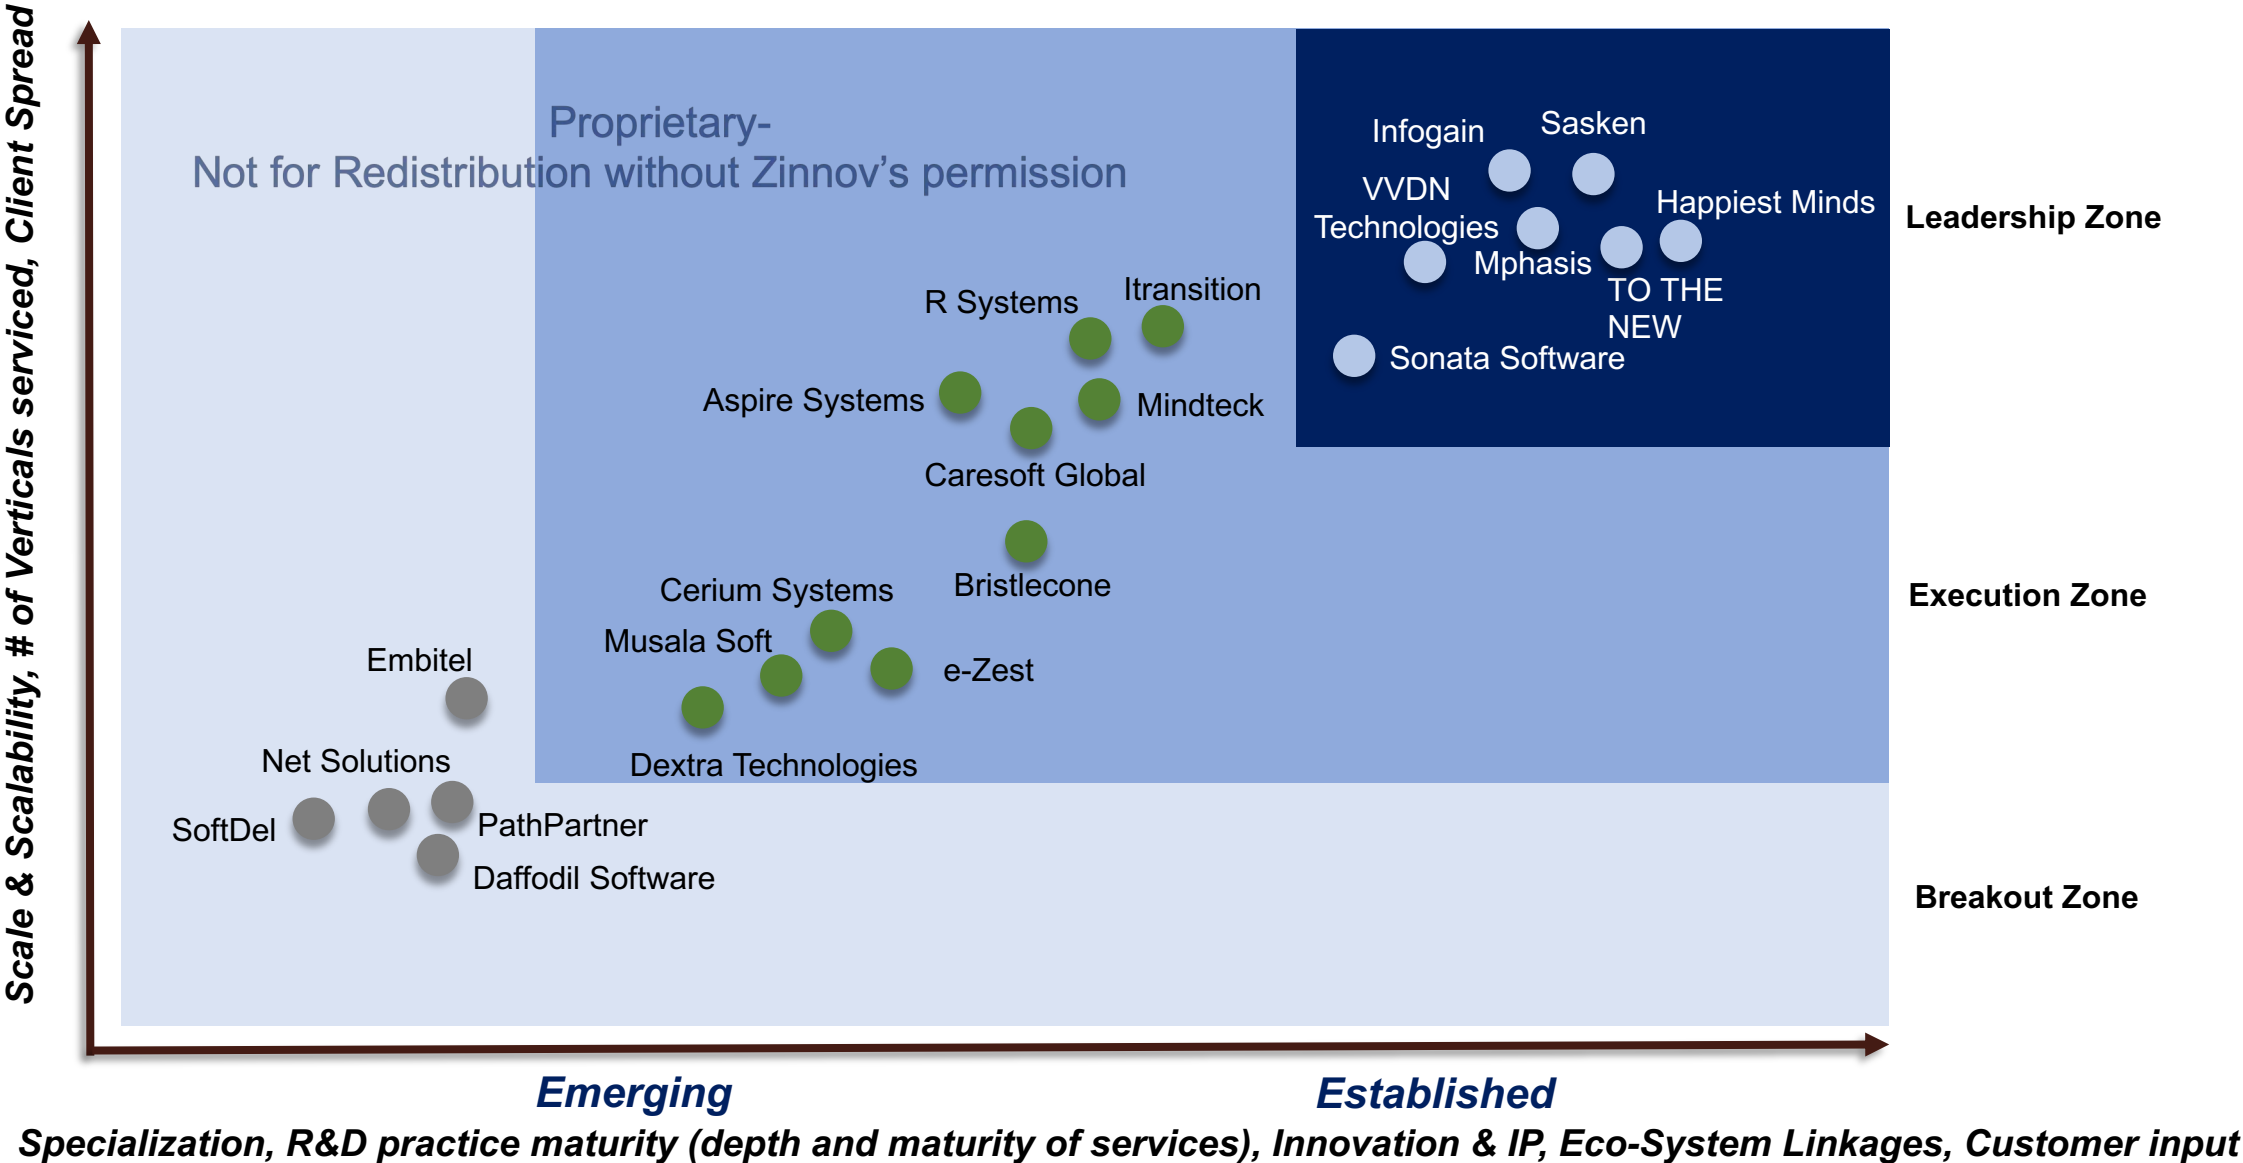 Scale & Scalability, # of Verticals serviced, Client Spread
Proprietary-
Not for Redistribution without Zinnov’s permission
Infogain
Sasken
VVDN
Technologies
Happiest Minds
Mphasis
TO THE
NEW
Sonata Software
Leadership Zone
R Systems
Itransition
Aspire Systems
Mindteck
Caresoft Global
Bristlecone
Cerium Systems
Musala Soft
e-Zest
Dextra Technologies
Execution Zone
Embitel
Net Solutions
SoftDel
PathPartner
Daffodil Software
Breakout Zone
Emerging
Established
Specialization, R&D practice maturity (depth and maturity of services), Innovation & IP, Eco-System Linkages, Customer input